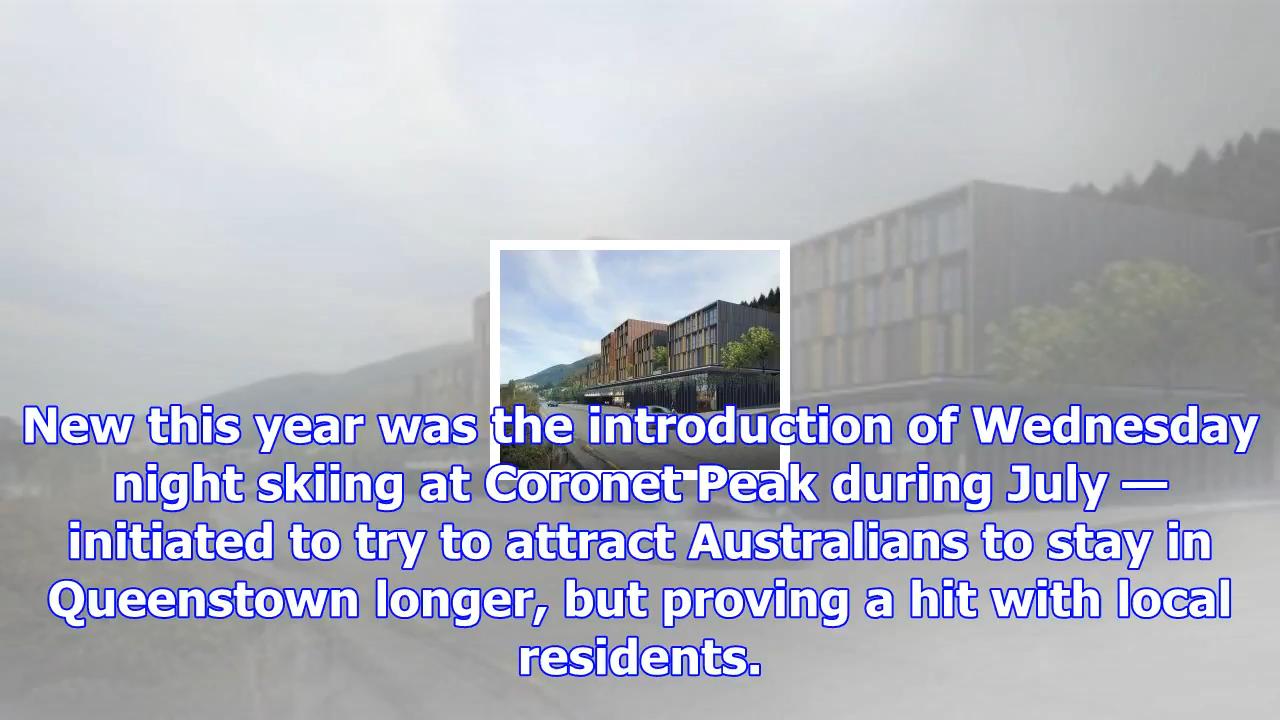 New this year was the introduction of Wednesday
night skiing at Coronet Peak during July —
initiated to try to attract Australians to stay in
Queenstown longer, but proving a hit with local
residents.